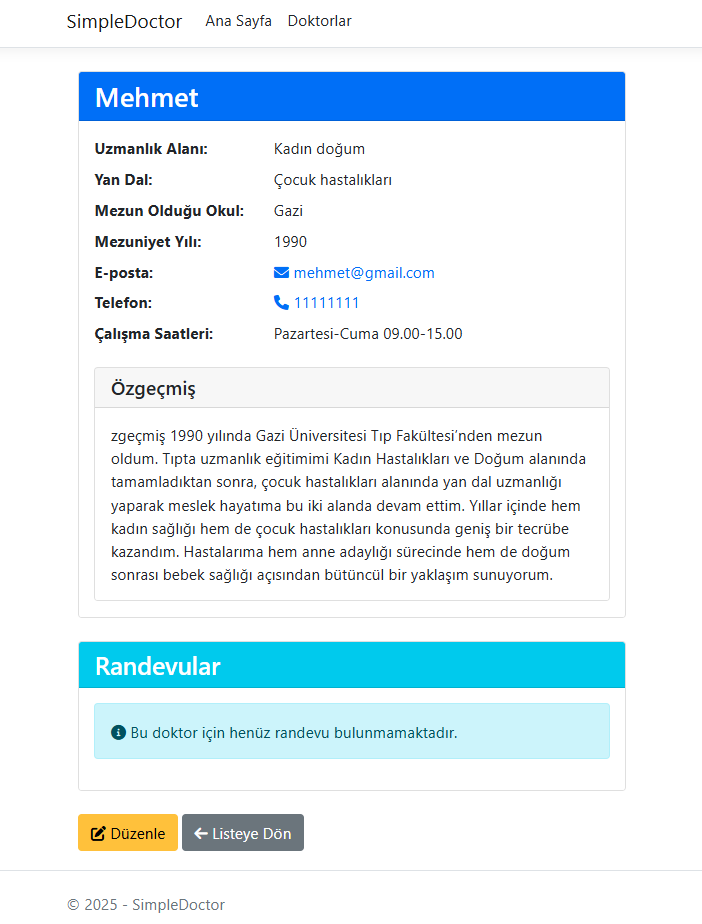 SimpleDoctor Ana Sayfa Doktorlar
Mehmet
Uzmanlık Alanı: Kadın doğum
Yan Dal: Çocuk hastalıkları
Mezun Olduğu Okul: Gazi
Mezuniyet Yılı: 1990
E-posta: mehmet@gmail.com
Telefon: 11111111
Çalışma Saatleri: Pazartesi-Cuma 09.00-15.00
Özgeçmiş
zgeçmiş 1990 yılında Gazi Üniversitesi Tıp Fakültesi’nden mezun
oldum. Tıpta uzmanlık eğitimimi Kadın Hastalıkları ve Doğum alanında
tamamladıktan sonra, çocuk hastalıkları alanında yan dal uzmanlığı
yaparak meslek hayatıma bu iki alanda devam ettim. Yıllar içinde hem
kadın sağlığı hem de çocuk hastalıkları konusunda geniş bir tecrübe
kazandım. Hastalarıma hem anne adaylığı sürecinde hem de doğum
sonrası bebek sağlığı açısından bütüncül bir yaklaşım sunuyorum.
Randevular
Bu doktor için henüz randevu bulunmamaktadır.
Düzenle Listeye Dön
© 2025 - SimpleDoctor